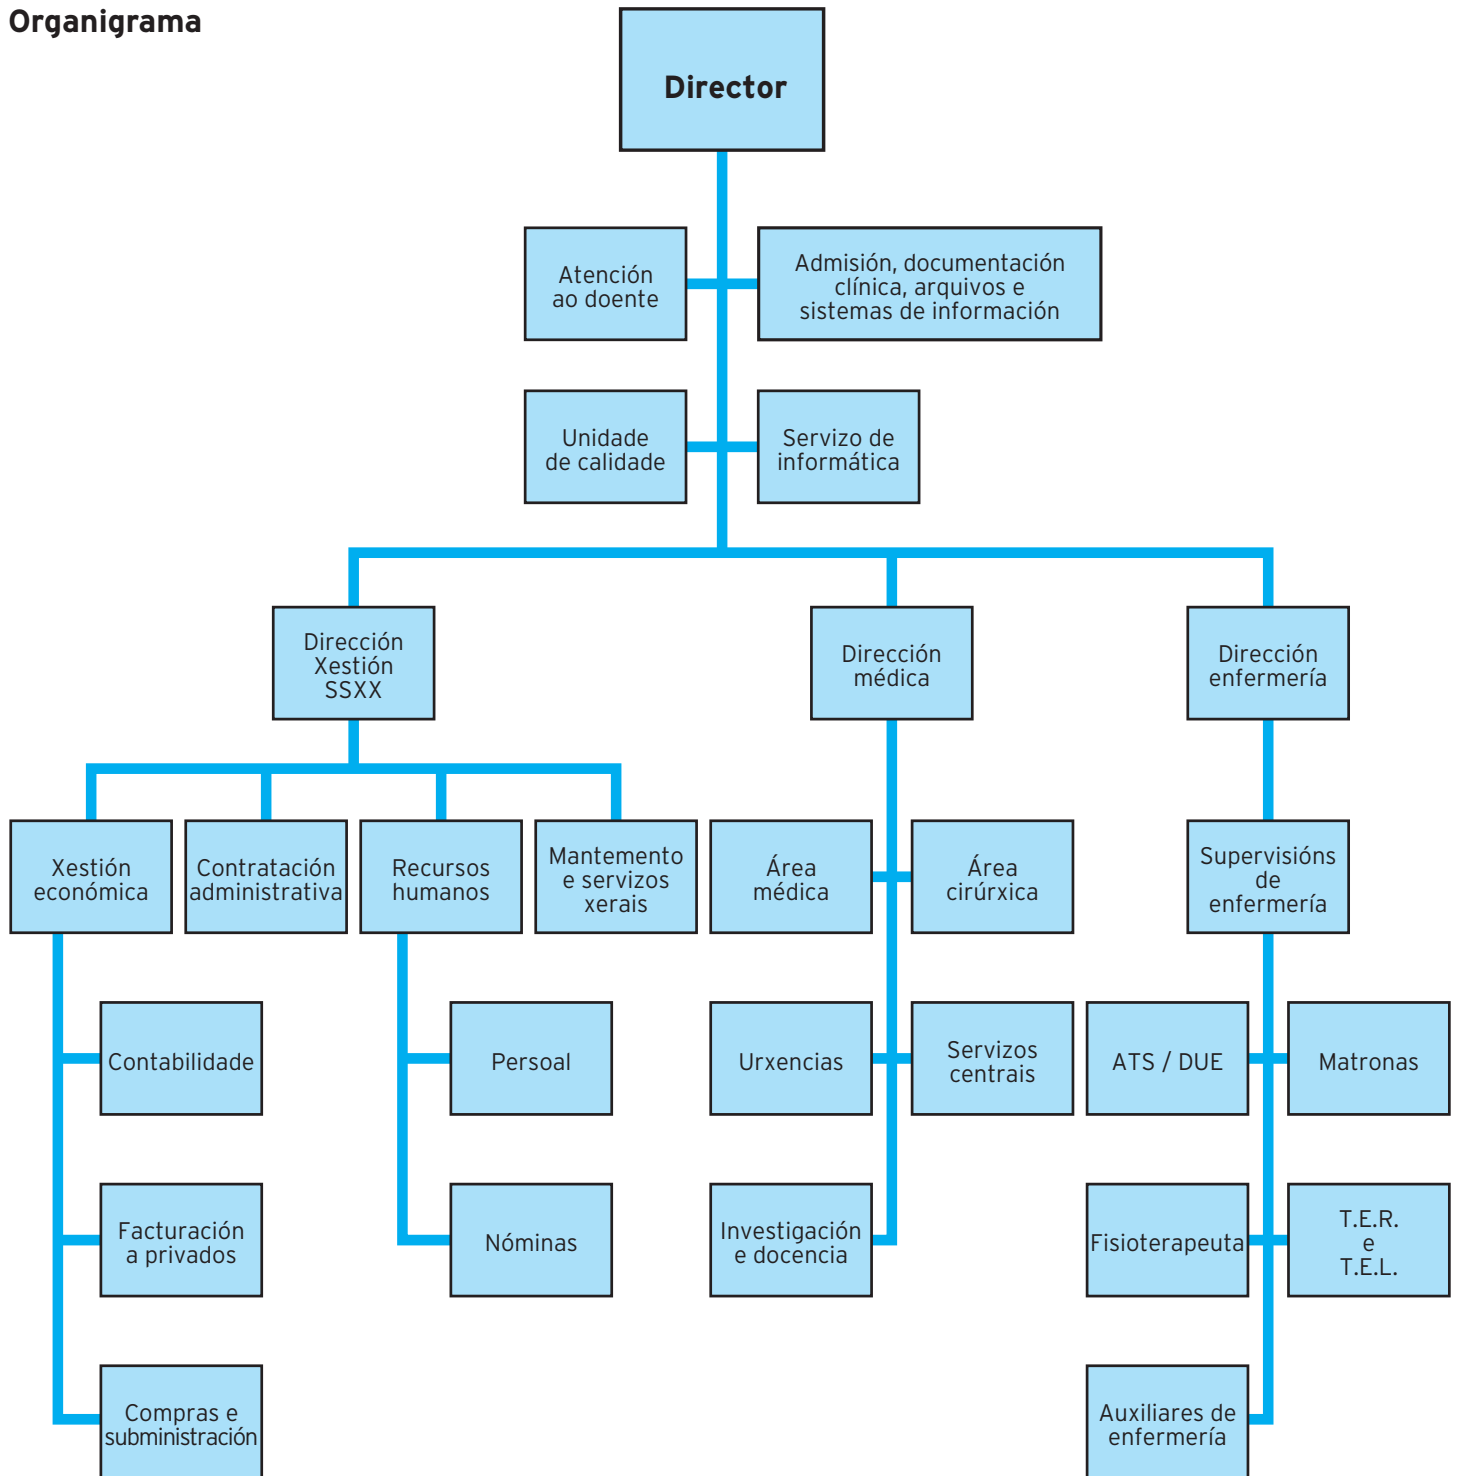 Organigrama
Director
Atención
ao doente
Admisión, documentación
clínica, arquivos e
sistemas de información
Unidade
de calidade
Servizo de
informática
Dirección
Xestión
SSXX
Dirección
médica
Dirección
enfermería
Xestión
económica
Contratación
administrativa
Recursos
humanos
Mantemento
e servizos
xerais
Área
médica
Área
cirúrxica
Supervisións
de
enfermería
Contabilidade
Persoal
Urxencias
Servizos
centrais
ATS / DUE
Matronas
Facturación
a privados
Nóminas
Investigación
e docencia
Fisioterapeuta
T.E.R.
e
T.E.L.
Compras e
subministración
Auxiliares de
enfermería